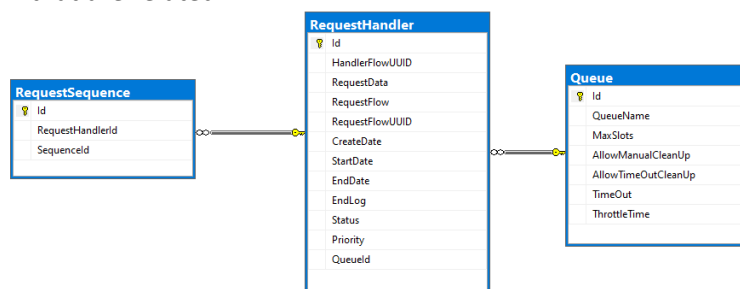 RequestSequence
Id
RequestHandlerId
SequenceId
RequestHandler
Id
HandlerFlowUUID
RequestData
RequestFlow
RequestFlowUUID
CreateDate
StartDate
EndDate
EndLog
Status
Priority
QueueId
Queue
Id
QueueName
MaxSlots
AllowManualCleanUp
AllowTimeOutCleanUp
TimeOut
ThrottleTime